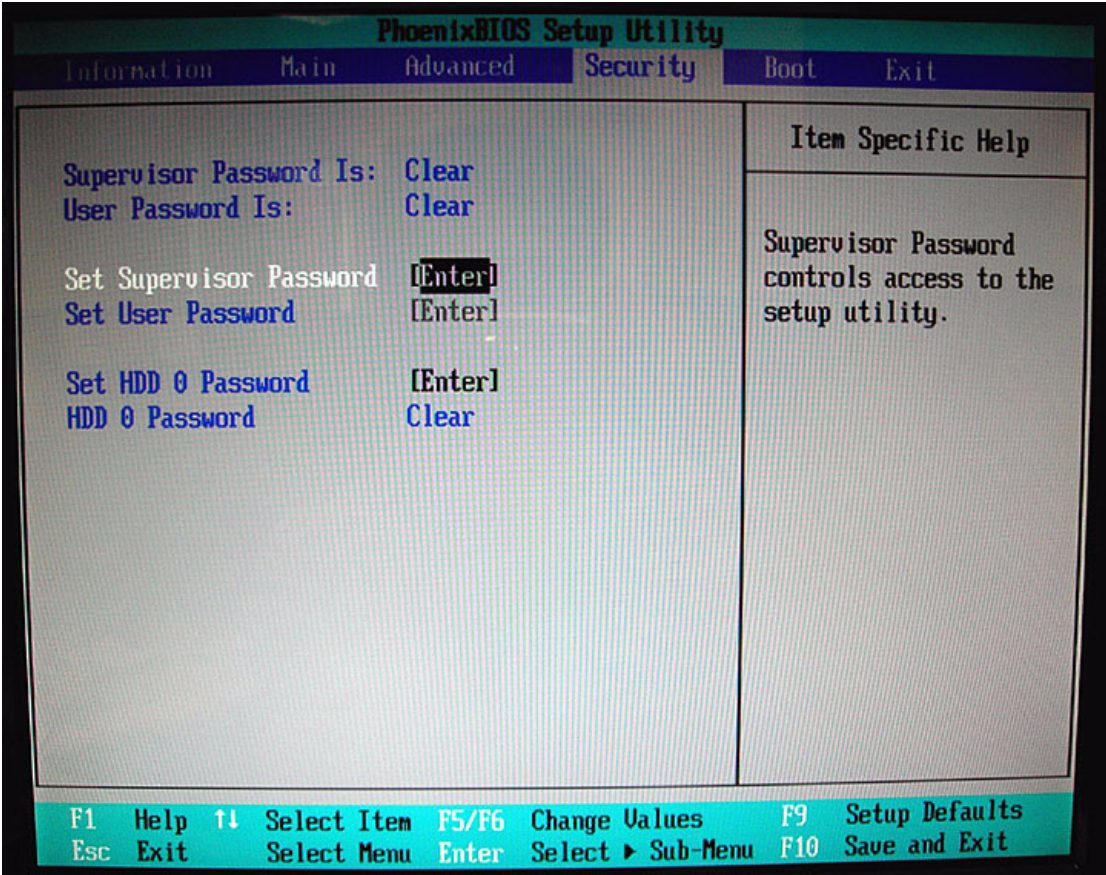 PhoenixBIOS Setup Utility
Information Main Advanced Security Boot Exit
Supervisor Password Is: Clear
User Password Is: Clear
Set Supervisor Password [Enter]
Set User Password [Enter]
Set HDD 0 Password [Enter]
HDD 0 Password Clear
Item Specific Help
Supervisor Password
controls access to the
setup utility.
F1 Help ↑↓ Select Item F5/F6 Change Values F9 Setup Defaults
Esc Exit Select Menu Enter Select ▶ Sub-Menu F10 Save and Exit